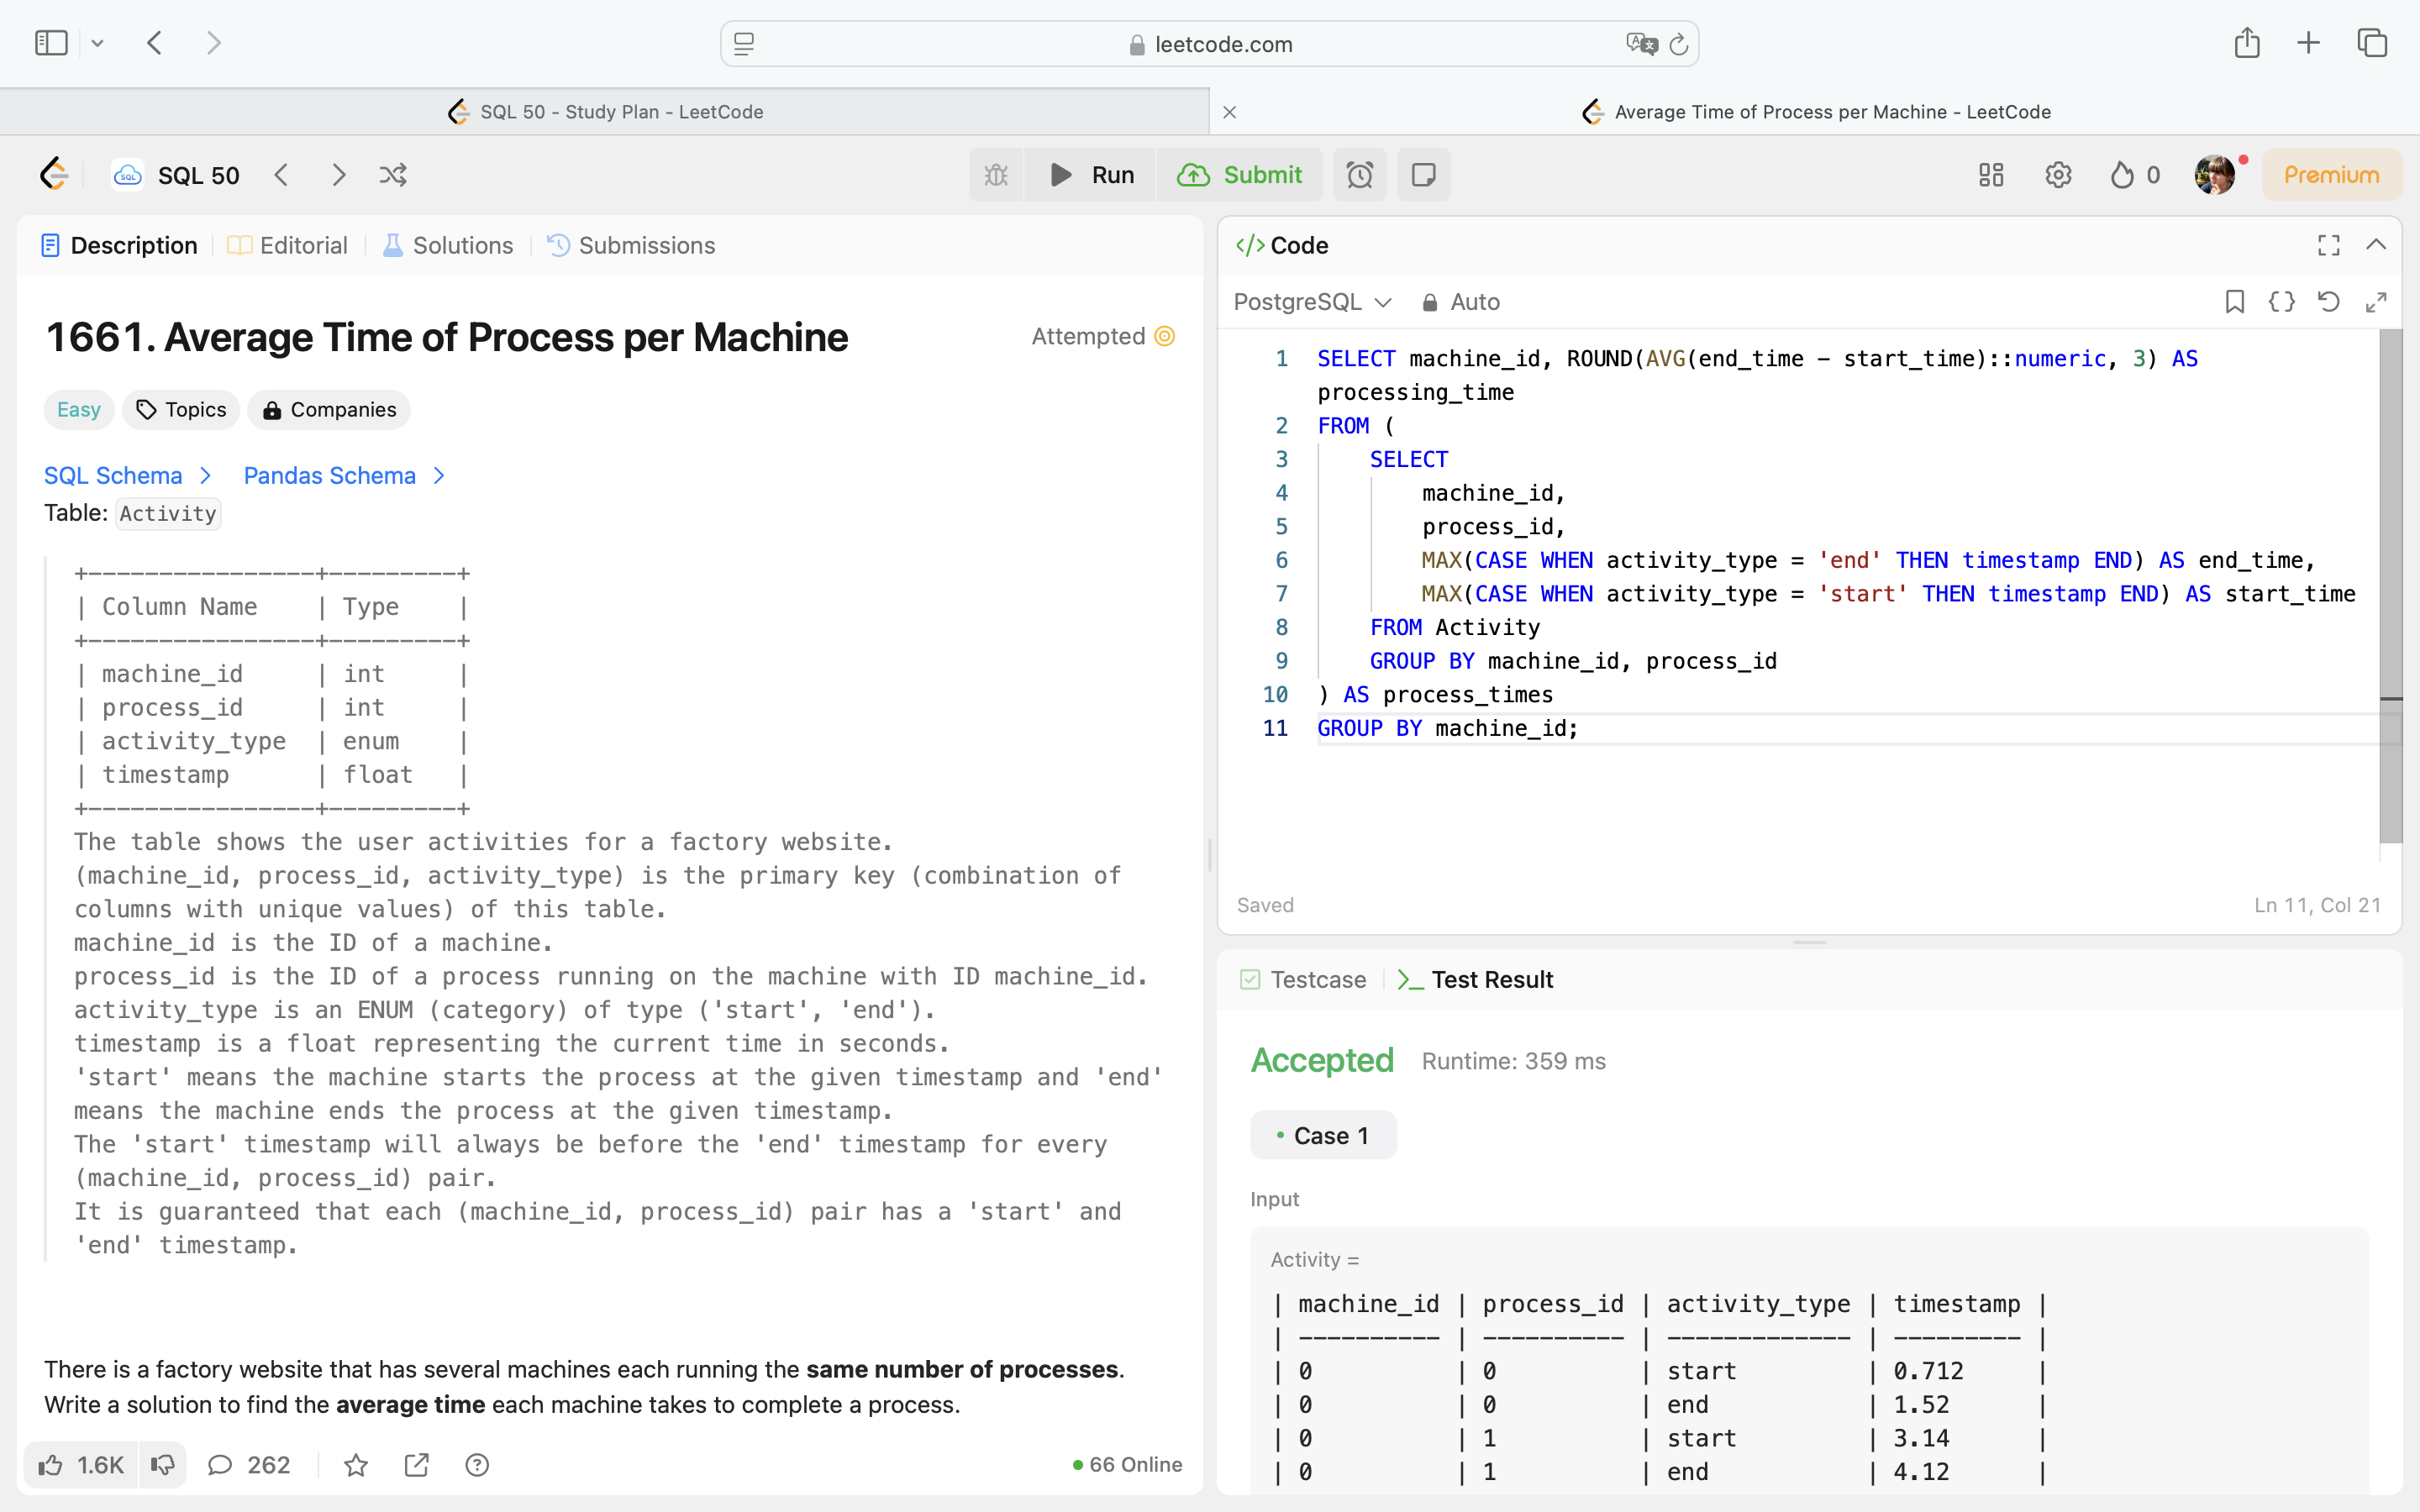 leetcode.com
SQL 50 - Study Plan - LeetCode
Average Time of Process per Machine - LeetCode
SQL 50
Run
Submit
0
Premium
Description
Editorial
Solutions
Submissions
1661. Average Time of Process per Machine
Attempted
Easy
Topics
Companies
SQL Schema
Pandas Schema
Table: Activity
+----------------+---------+
| Column Name    | Type    |
+----------------+---------+
| machine_id     | int     |
| process_id     | int     |
| activity_type  | enum    |
| timestamp      | float   |
+----------------+---------+
The table shows the user activities for a factory website.
(machine_id, process_id, activity_type) is the primary key (combination of
columns with unique values) of this table.
machine_id is the ID of a machine.
process_id is the ID of a process running on the machine with ID machine_id.
activity_type is an ENUM (category) of type ('start', 'end').
timestamp is a float representing the current time in seconds.
'start' means the machine starts the process at the given timestamp and 'end'
means the machine ends the process at the given timestamp.
The 'start' timestamp will always be before the 'end' timestamp for every
(machine_id, process_id) pair.
It is guaranteed that each (machine_id, process_id) pair has a 'start' and
'end' timestamp.
There is a factory website that has several machines each running the same number of processes.
Write a solution to find the average time each machine takes to complete a process.
1.6K
262
66 Online
</> Code
PostgreSQL
Auto
1 SELECT machine_id, ROUND(AVG(end_time - start_time)::numeric, 3) AS
processing_time
2 FROM (
3     SELECT
4         machine_id,
5         process_id,
6         MAX(CASE WHEN activity_type = 'end' THEN timestamp END) AS end_time,
7         MAX(CASE WHEN activity_type = 'start' THEN timestamp END) AS start_time
8     FROM Activity
9     GROUP BY machine_id, process_id
10 ) AS process_times
11 GROUP BY machine_id;
Saved
Ln 11, Col 21
Testcase
Test Result
Accepted
Runtime: 359 ms
Case 1
Input
Activity =
| machine_id | process_id | activity_type | timestamp |
| ---------- | ---------- | ------------- | --------- |
| 0          | 0          | start         | 0.712     |
| 0          | 0          | end           | 1.52      |
| 0          | 1          | start         | 3.14      |
| 0          | 1          | end           | 4.12      |